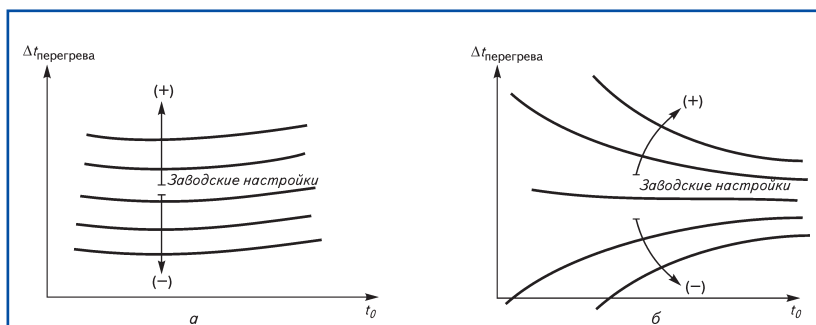 Δtперегрева
(+)
Заводские настройки
(−)
t0
а
Δtперегрева
(+)
Заводские настройки
(−)
t0
б